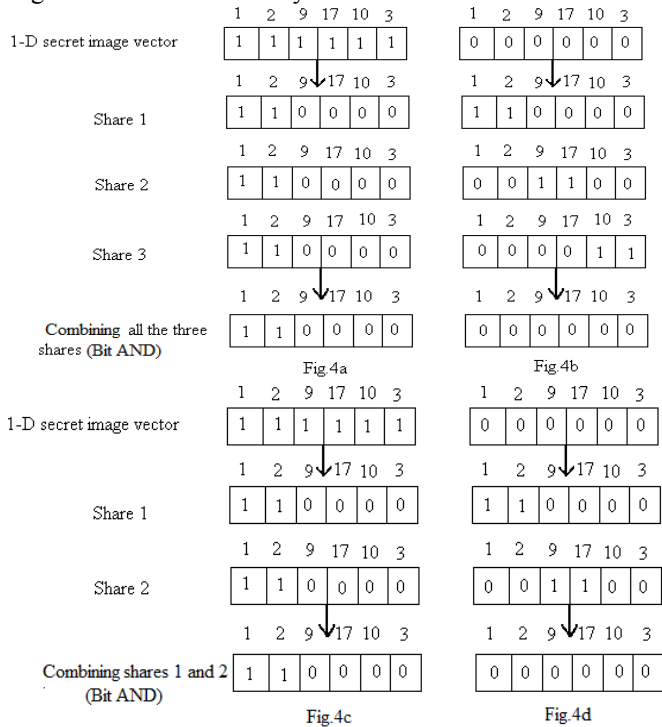 1 2 9 17 10 3 1 2 9 17 10 3
1-D secret image vector 1 1 1 1 1 1 0 0 0 0 0 0
1 2 9 17 10 3 1 2 9 17 10 3
Share 1 1 1 0 0 0 0 1 1 0 0 0 0
1 2 9 17 10 3 1 2 9 17 10 3
Share 2 1 1 0 0 0 0 0 0 1 1 0 0
1 2 9 17 10 3 1 2 9 17 10 3
Share 3 1 1 0 0 0 0 0 0 0 0 1 1
1 2 9 17 10 3 1 2 9 17 10 3
Combining all the three
shares (Bit AND) 1 1 0 0 0 0 0 0 0 0 0 0
Fig.4a Fig.4b
1 2 9 17 10 3 1 2 9 17 10 3
1-D secret image vector 1 1 1 1 1 1 0 0 0 0 0 0
1 2 9 17 10 3 1 2 9 17 10 3
Share 1 1 1 0 0 0 0 1 1 0 0 0 0
1 2 9 17 10 3 1 2 9 17 10 3
Share 2 1 1 0 0 0 0 0 0 1 1 0 0
1 2 9 17 10 3 1 2 9 17 10 3
Combining shares 1 and 2 1 1 0 0 0 0 0 0 0 0 0 0
(Bit AND)
Fig.4c Fig.4d